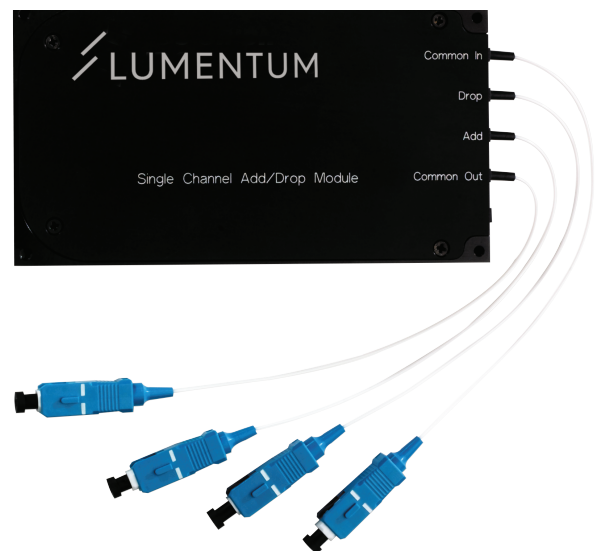 LUMENTUM
Common In
Drop
Add
Single Channel Add/Drop Module
Common Out